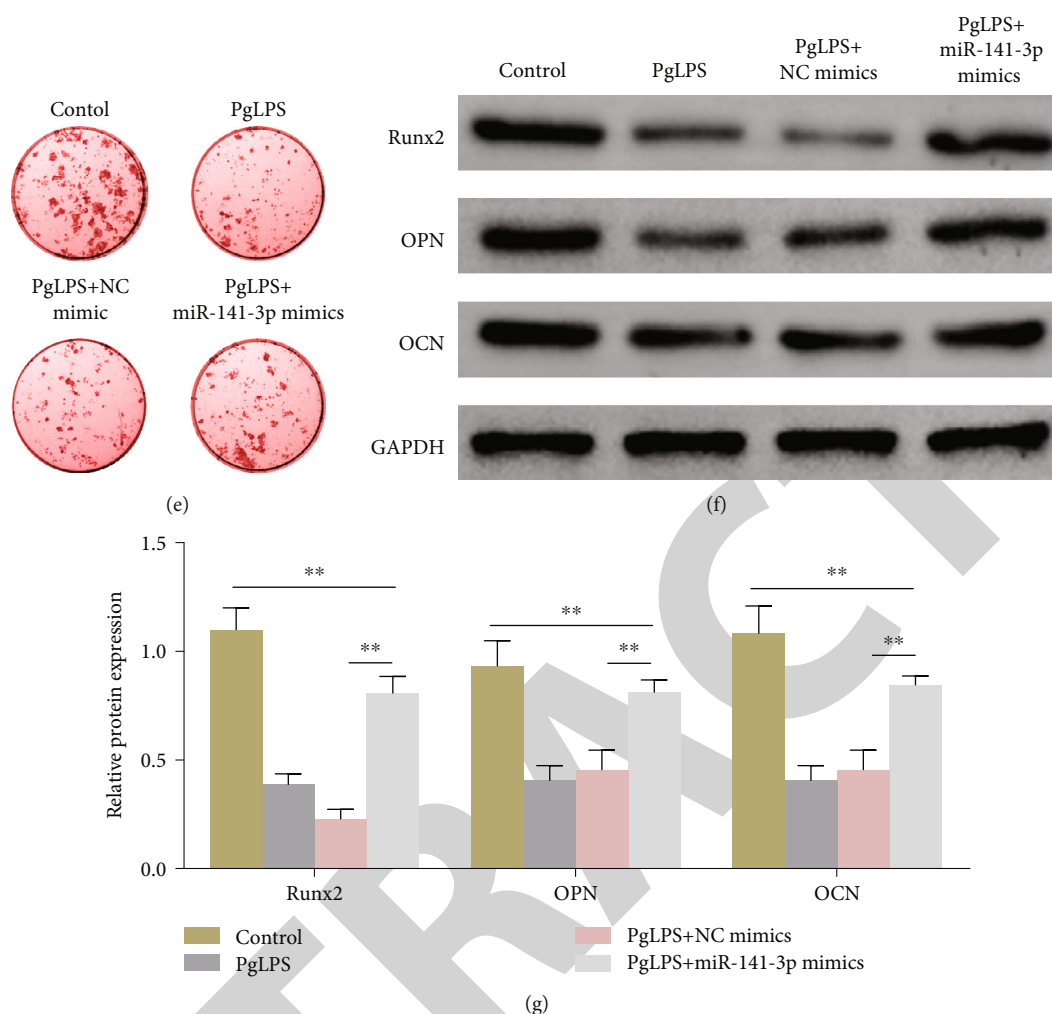 Contol
PgLPS
PgLPS+NC
mimic
PgLPS+
miR-141-3p mimics
(e)
Control
PgLPS
PgLPS+
NC mimics
PgLPS+
miR-141-3p
mimics
Runx2
OPN
OCN
GAPDH
(f)
Relative protein expression
1.5
1.0
0.5
0.0
**
**
**
**
**
**
Runx2
OPN
OCN
Control
PgLPS
PgLPS+NC mimics
PgLPS+miR-141-3p mimics
(g)
TRACT